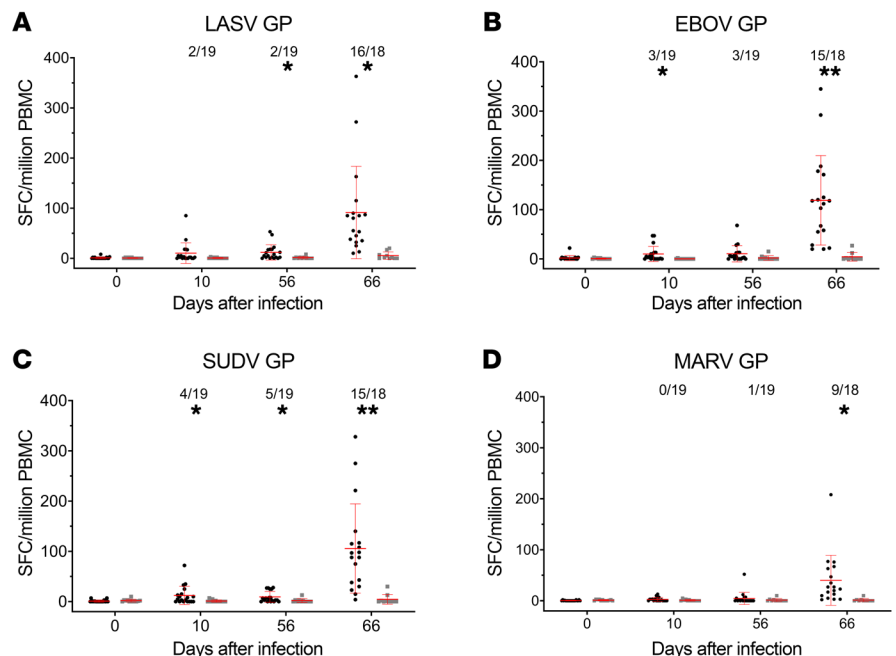 A
LASV GP
2/19 2/19 16/18
* *
400
300
200
100
0
SFC/million PBMC
0 10 56 66
Days after infection
B
EBOV GP
3/19 3/19 15/18
* **
400
300
200
100
0
SFC/million PBMC
0 10 56 66
Days after infection
C
SUDV GP
4/19 5/19 15/18
* * **
400
300
200
100
0
SFC/million PBMC
0 10 56 66
Days after infection
D
MARV GP
0/19 1/19 9/18
*
400
300
200
100
0
SFC/million PBMC
0 10 56 66
Days after infection